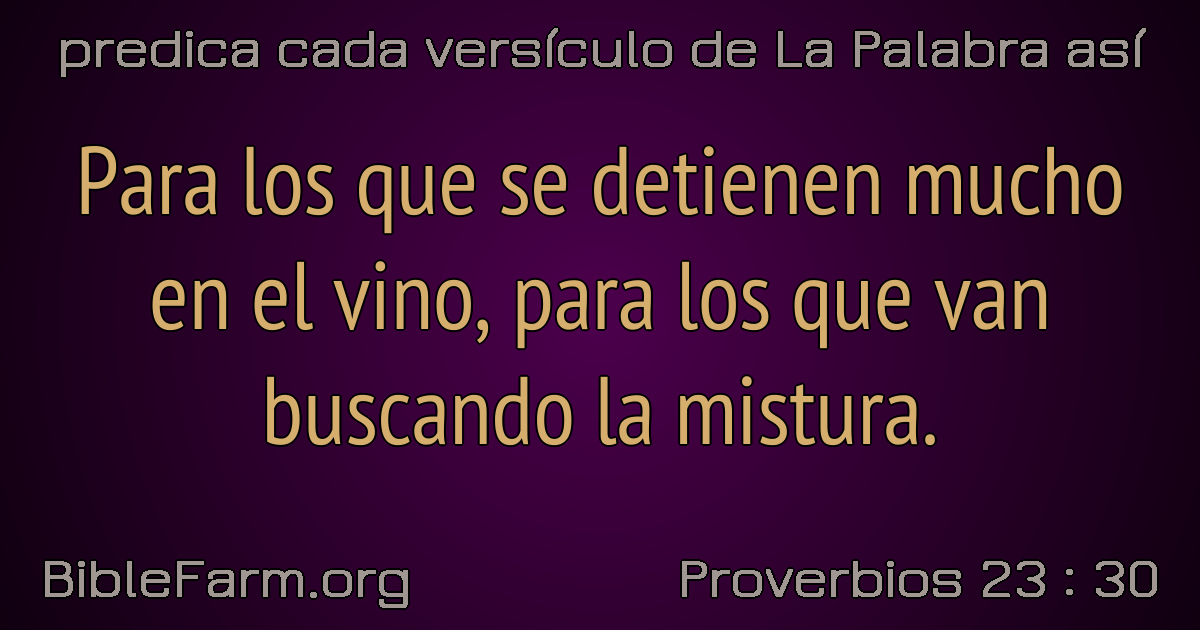 predica cada versículo de La Palabra así
Para los que se detienen mucho
en el vino, para los que van
buscando la mistura.
BibleFarm.org
Proverbios 23 : 30